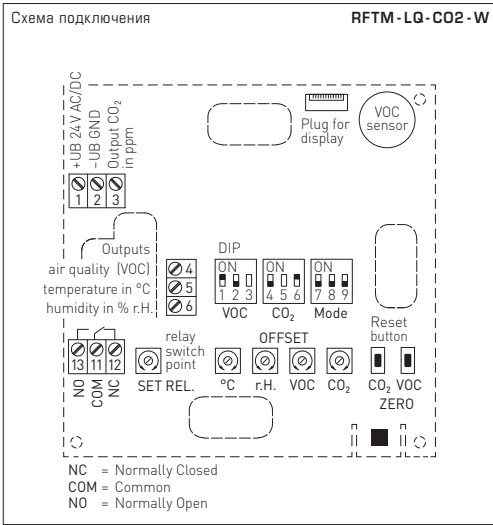 Схема подключения RFTM-LQ-CO2-W
+UB 24V AC/DC
–UB GND
Output CO₂
in ppm
Plug for
display
VOC
sensor
1 2 3
Outputs
air quality (VOC)
temperature in °C
humidity in % r.H.
4
5
6
DIP
ON ON ON
1 2 3 4 5 6 7 8 9
VOC CO₂ Mode
relay
switch
point
OFFSET
Reset
button
13 11 12
NO
COM
NC
SET REL. °C r.H. VOC CO₂ CO₂ VOC
ZERO
NC = Normally Closed
COM = Common
NO = Normally Open